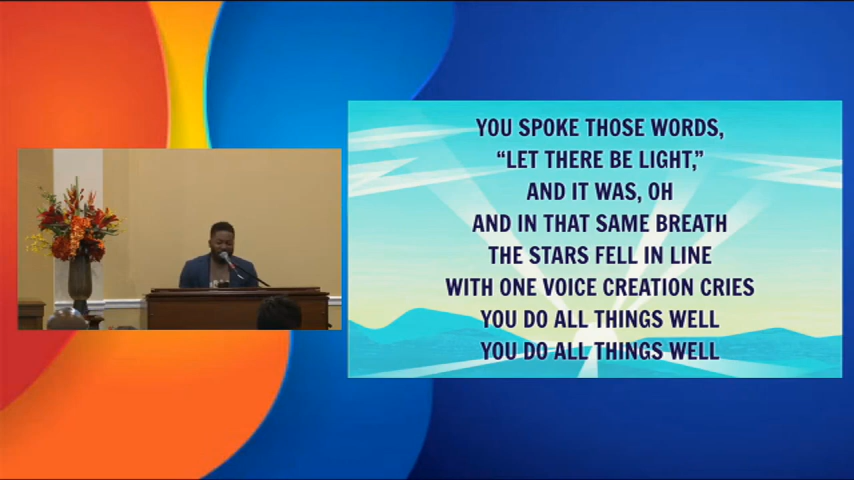 YOU SPOKE THOSE WORDS,
“LET THERE BE LIGHT,”
AND IT WAS, OH
AND IN THAT SAME BREATH
THE STARS FELL IN LINE
WITH ONE VOICE CREATION CRIES
YOU DO ALL THINGS WELL
YOU DO ALL THINGS WELL